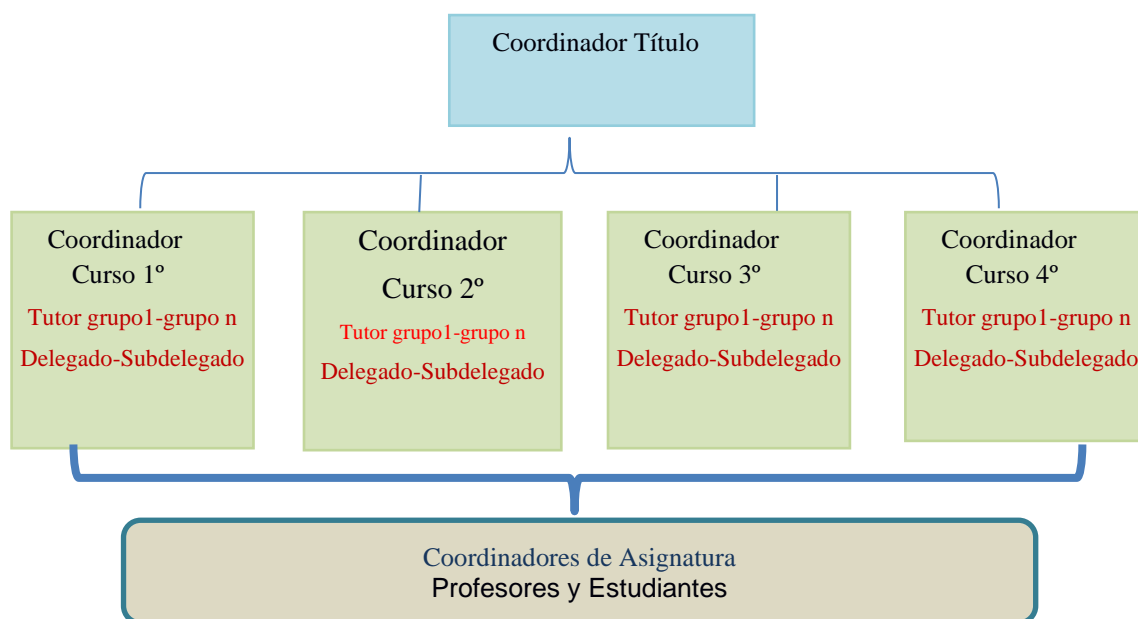 Coordinador Título
Coordinador
Curso 1º
Tutor grupo1-grupo n
Delegado-Subdelegado
Coordinador
Curso 2º
Tutor grupo1-grupo n
Delegado-Subdelegado
Coordinador
Curso 3º
Tutor grupo1-grupo n
Delegado-Subdelegado
Coordinador
Curso 4º
Tutor grupo1-grupo n
Delegado-Subdelegado
Coordinadores de Asignatura
Profesores y Estudiantes